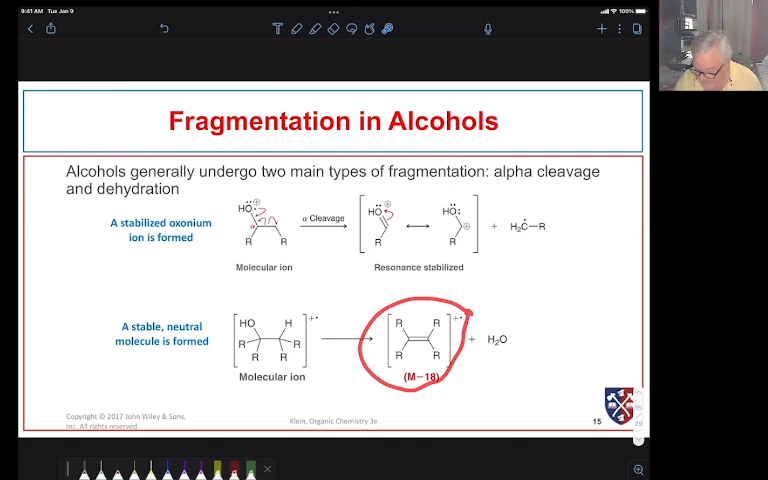 9:41 AM Tue Jan 9
100%
Fragmentation in Alcohols
Alcohols generally undergo two main types of fragmentation: alpha cleavage
and dehydration
A stabilized oxonium
ion is formed
HO
α
R
R
Molecular ion
α Cleavage
HO
R
HO:
R
Resonance stabilized
+ H₂C–R
A stable, neutral
molecule is formed
HO H
R R
R R
+•
Molecular ion
R R
R R
+•
(M–18)
+ H₂O
Copyright © 2017 John Wiley & Sons,
Inc. All rights reserved.
Klein, Organic Chemistry 3e
15
29